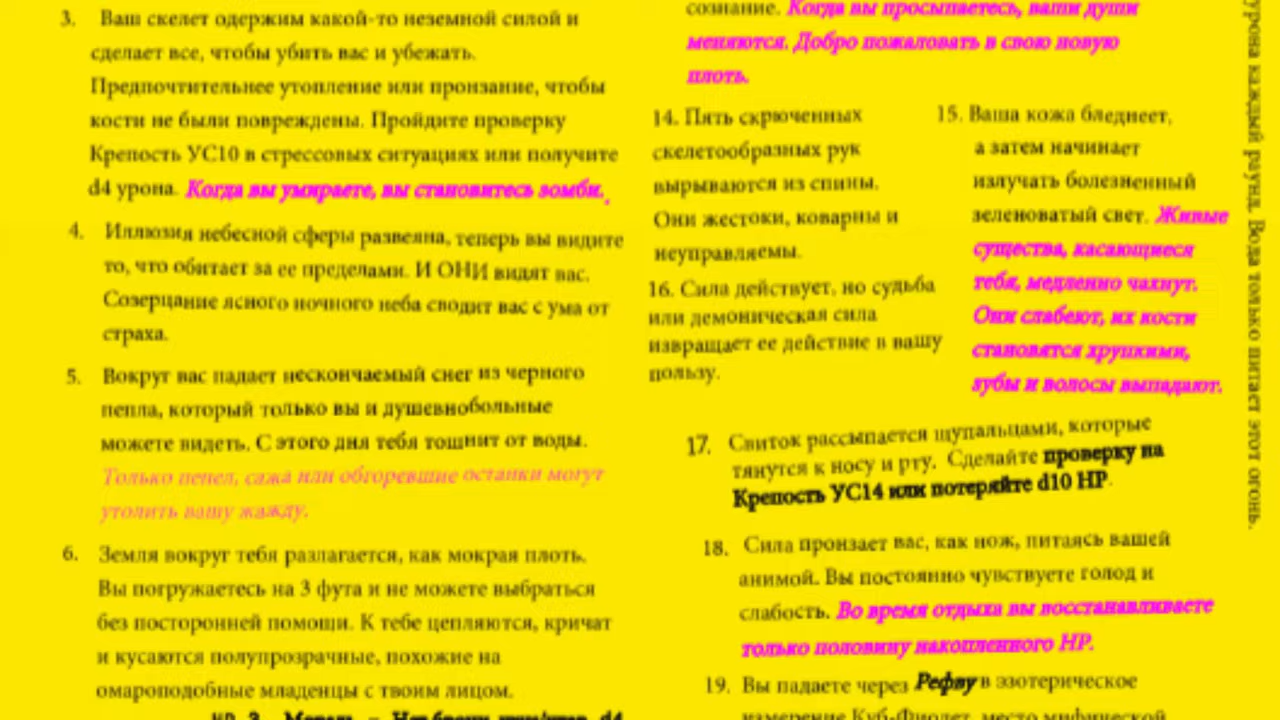 3. Ваш скелет одержим какой-то неземной силой и
сделает все, чтобы убить вас и убежать.
Предпочтительнее утопление или пронзание, чтобы
кости не были повреждены. Пройдите проверку
Крепость УС10 в стрессовых ситуациях или получите
d4 урона. Когда вы умираете, вы становитесь зомби.
4. Иллюзия небесной сферы развеяна, теперь вы видите
то, что обитает за ее пределами. И ОНИ видят вас.
Созерцание ясного ночного неба сводит вас с ума от
страха.
5. Вокруг вас падает нескончаемый снег из черного
пепла, который только вы и душевнобольные
можете видеть. С этого дня тебя тошнит от воды.
Только пепел, сажа или обгоревшие останки могут
утолить вашу жажду.
6. Земля вокруг тебя разлагается, как мокрая плоть.
Вы погружаетесь на 3 фута и не можете выбраться
без посторонней помощи. К тебе цепляются, кричат
и кусаются полупрозрачные, похожие на
омароподобные младенцы с твоим лицом.
сознание. Когда вы просыпаетесь, ваши души
меняются. Добро пожаловать в свою новую
плоть.
14. Пять скрюченных
скелетообразных рук
вырываются из спины.
Они жестоки, коварны и
неуправляемы.
15. Ваша кожа бледнеет,
а затем начинает
излучать болезненный
зеленоватый свет. Живые
существа, касающиеся
тебя, медленно чахнут.
Они слабеют, их кости
становятся хрупкими,
зубы и волосы выпадают.
16. Сила действует, но судьба
или демоническая сила
извращает ее действие в вашу
пользу.
17. Свиток рассыпается щупальцами, которые
тянутся к носу и рту. Сделайте проверку на
Крепость УС14 или потеряйте d10 HP.
18. Сила пронзает вас, как нож, питаясь вашей
анимой. Вы постоянно чувствуете голод и
слабость. Во время отдыха вы восстанавливаете
только половину накопленного HP.
19. Вы падаете через Рефву в эзотерическое
измерение Куб-Фиолет, место мифической
урона каждый раунд. Вода только питает этот огонь.